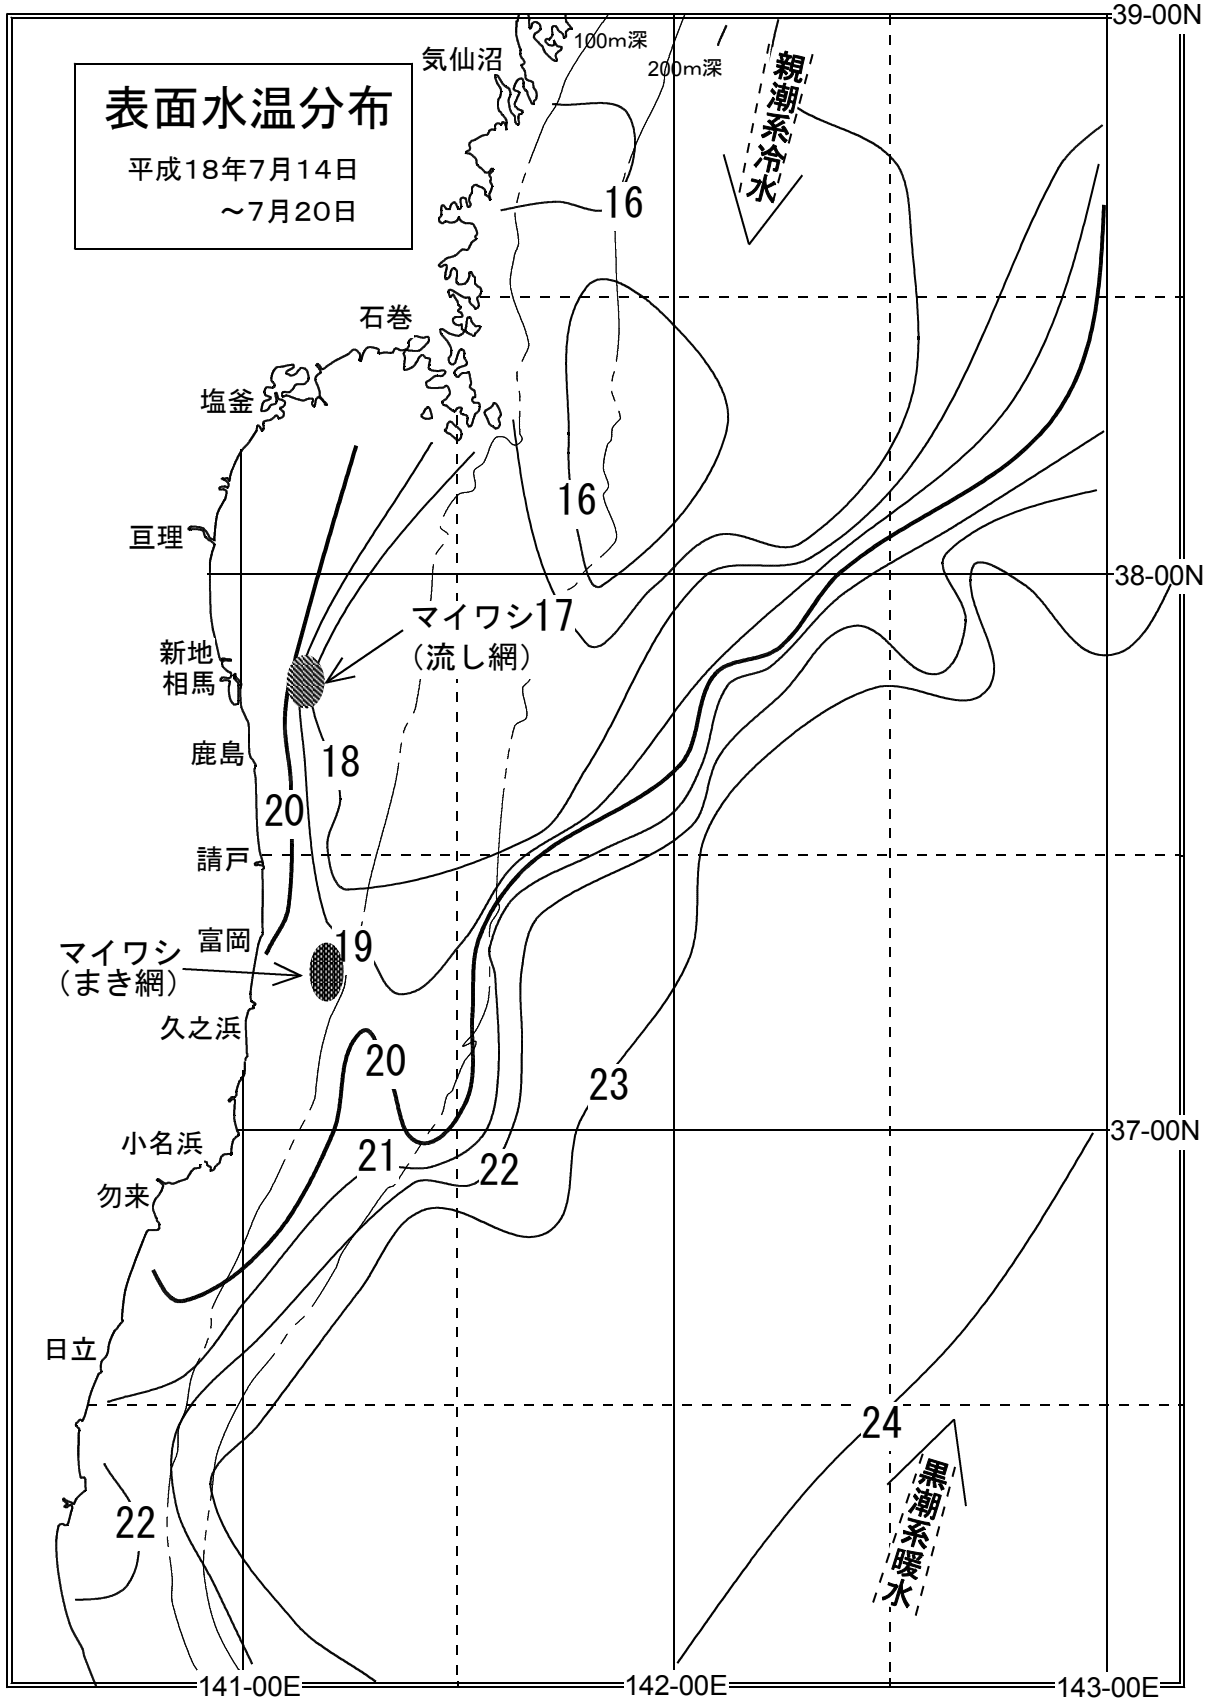 39-00N
100m深
気仙沼
200m深
親潮系冷水
表面水温分布
平成18年7月14日
～7月20日
16
石巻
塩釜
16
亘理
38-00N
マイワシ17
（流し網）
新地
相馬
鹿島
18
20
請戸
富岡
19
マイワシ
（まき網）
久之浜
20
23
37-00N
小名浜
21
22
勿来
日立
24
黒潮系暖水
22
141-00E
142-00E
143-00E